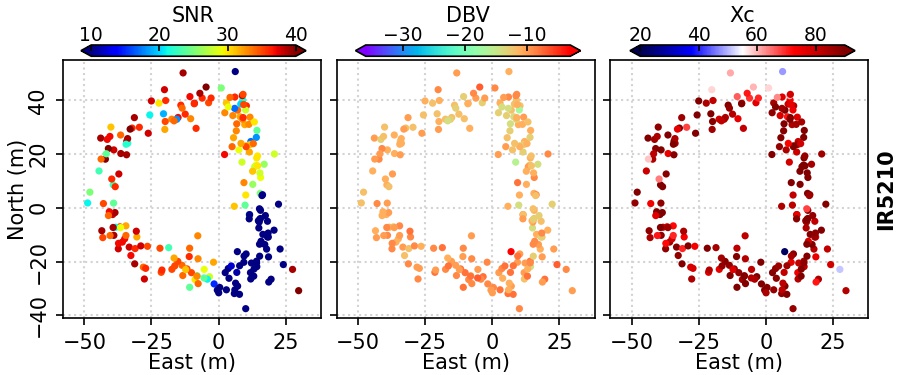 SNR DBV Xc
10 20 30 40 −30 −20 −10 20 40 60 80
40
20
0
−20
−40
North (m)
IR5210
−50 −25 0 25 −50 −25 0 25 −50 −25 0 25
East (m) East (m) East (m)